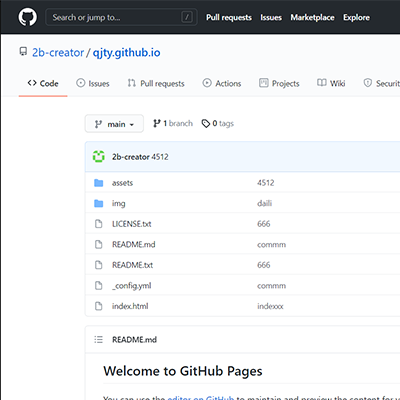 Search or jump to... /
Pull requests Issues Marketplace Explore
2b-creator / qjty.github.io
Code Issues Pull requests Actions Projects Wiki Securit
main 1 branch 0 tags
2b-creator 4512
assets 4512
img daili
LICENSE.txt 666
README.md commm
README.txt 666
_config.yml commm
index.html indexxx
README.md
Welcome to GitHub Pages
You can use the editor on GitHub to maintain and preview the content for